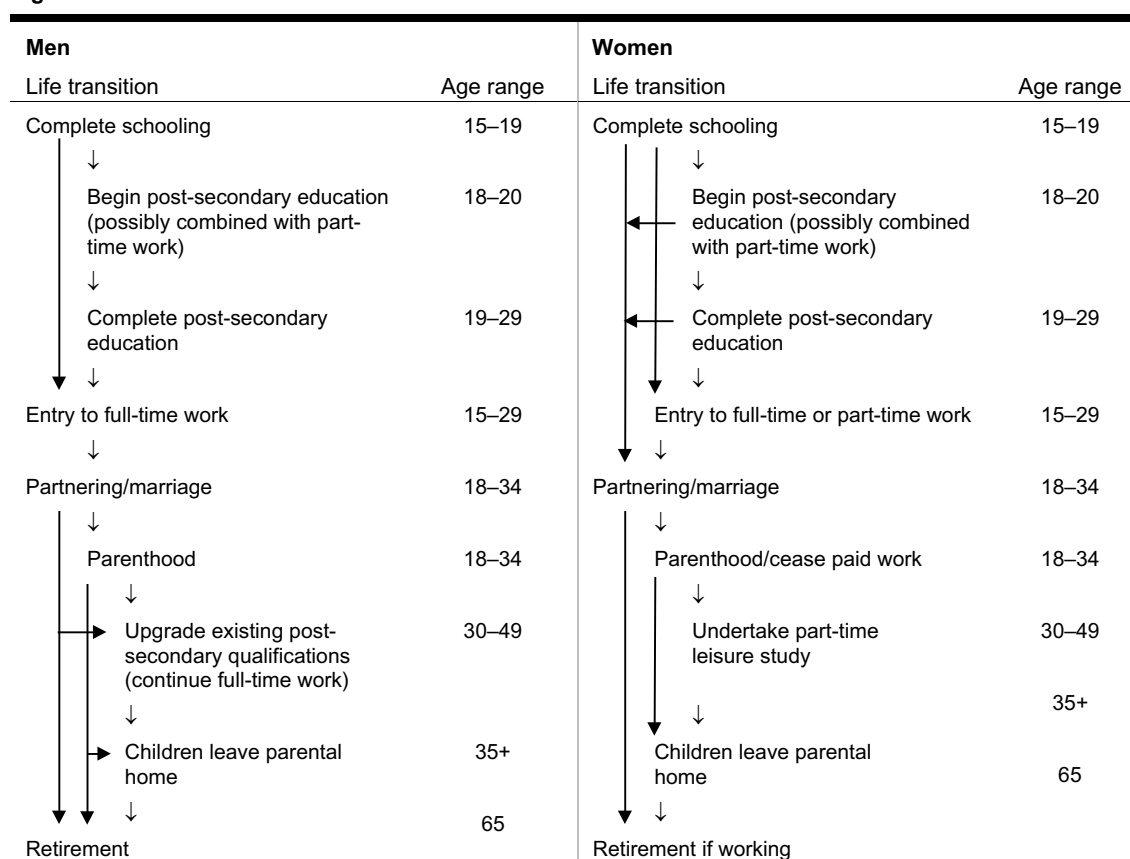 Men
Life transition Age range
Complete schooling 15–19
↓
Begin post-secondary education 18–20
(possibly combined with part-
time work)
↓
Complete post-secondary 19–29
education
↓
Entry to full-time work 15–29
↓
Partnering/marriage 18–34
↓
Parenthood 18–34
↓
Upgrade existing post- 30–49
secondary qualifications
(continue full-time work)
↓
Children leave parental 35+
home
↓
65
Retirement
Women
Life transition Age range
Complete schooling 15–19
↓
Begin post-secondary 18–20
education (possibly combined
with part-time work)
↓
Complete post-secondary 19–29
education
↓
Entry to full-time or part-time work 15–29
↓
Partnering/marriage 18–34
↓
Parenthood/cease paid work 18–34
↓
Undertake part-time 30–49
leisure study
35+
↓
Children leave parental
home 65
↓
Retirement if working